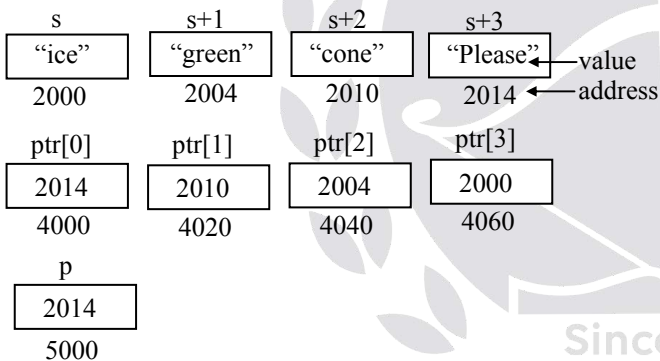 s s+1 s+2 s+3
“ice” “green” “cone” “Please” value
2000 2004 2010 2014 address
ptr[0] ptr[1] ptr[2] ptr[3]
2014 2010 2004 2000
4000 4020 4040 4060
p
2014
5000